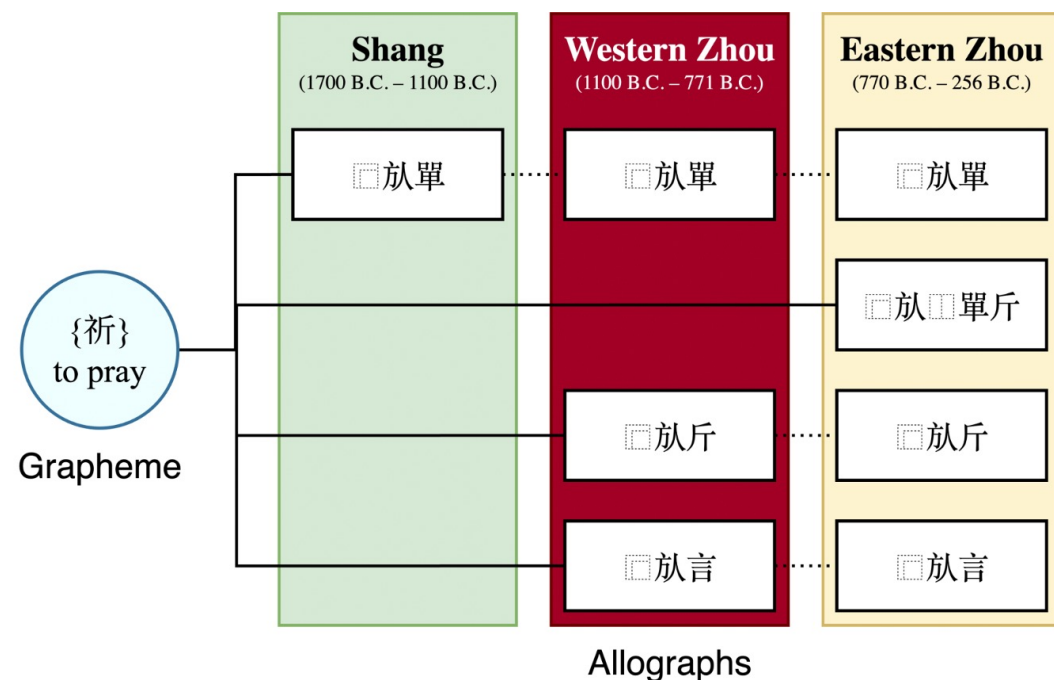 Shang
(1700 B.C. – 1100 B.C.)
Western Zhou
(1100 B.C. – 771 B.C.)
Eastern Zhou
(770 B.C. – 256 B.C.)
⿸㫃單
⿸㫃單
⿸㫃單
⿸㫃⿰單斤
{祈}
to pray
Grapheme
⿸㫃斤
⿸㫃斤
⿸㫃言
⿸㫃言
Allographs